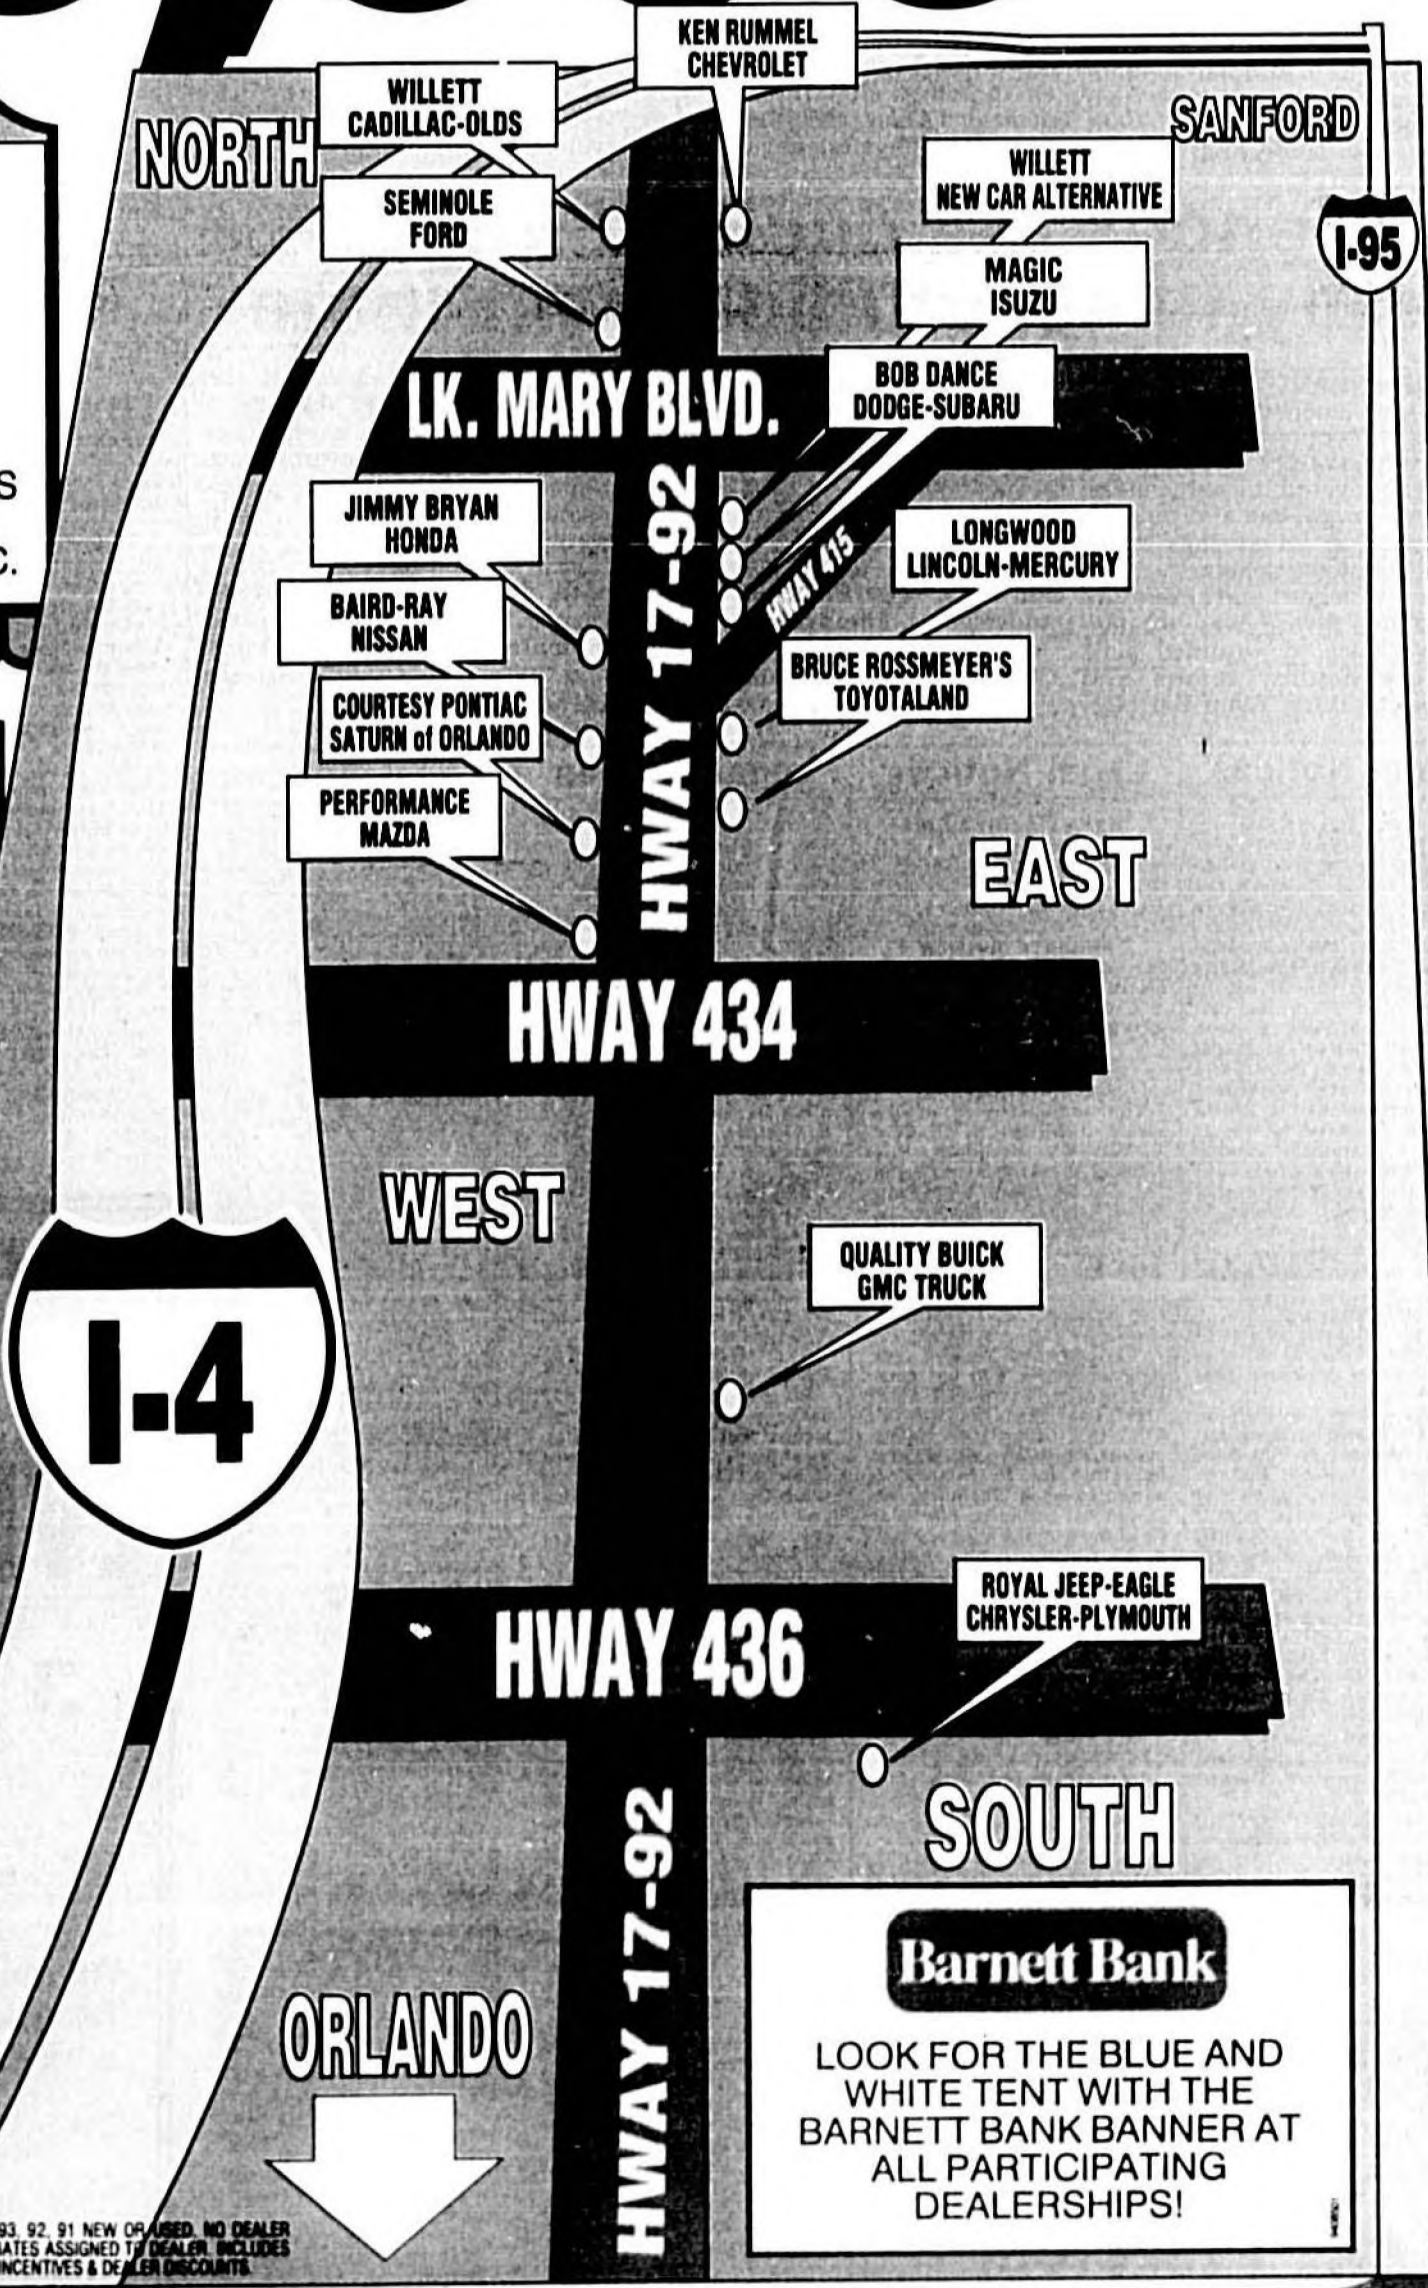 KEN RUMMEL
CHEVROLET
WILLETT
CADILLAC-OLDS
NORTH
SANFORD
SEMINOLE
FORD
WILLETT
NEW CAR ALTERNATIVE
I-95
MAGIC
ISUZU
LK. MARY BLVD.
BOB DANCE
DODGE-SUBARU
S
C.
JIMMY BRYAN
HONDA
HWAY 17-92
HWAY 415
LONGWOOD
LINCOLN-MERCURY
BAIRD-RAY
NISSAN
BRUCE ROSSMEYER'S
TOYOTALAND
COURTESY PONTIAC
SATURN of ORLANDO
PERFORMANCE
MAZDA
EAST
HWAY 434
WEST
QUALITY BUICK
GMC TRUCK
I-4
ROYAL JEEP-EAGLE
CHRYSLER-PLYMOUTH
HWAY 436
SOUTH
HWAY 17-92
Barnett Bank
ORLANDO
LOOK FOR THE BLUE AND
WHITE TENT WITH THE
BARNETT BANK BANNER AT
ALL PARTICIPATING
DEALERSHIPS!
93, 92, 91 NEW OR USED. NO DEALER
ATES ASSIGNED TO DEALER. INCLUDES
INCENTIVES & DEALER DISCOUNTS